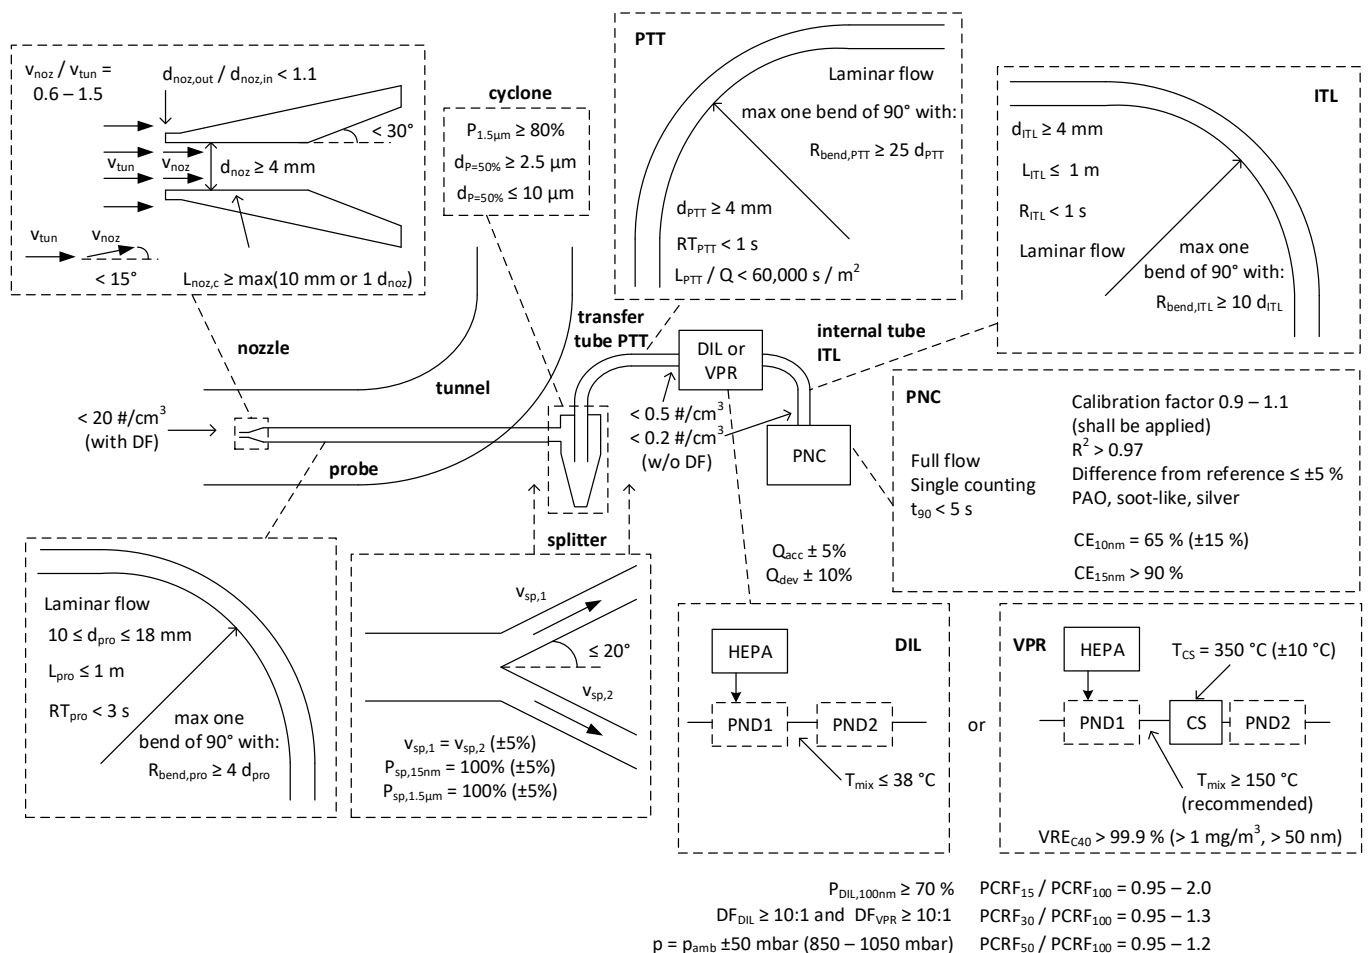 v_noz / v_tun =
0.6 – 1.5
d_noz,out / d_noz,in < 1.1
< 30°
v_tun
v_noz
d_noz ≥ 4 mm
v_tun
v_noz
< 15°
L_noz,c ≥ max(10 mm or 1 d_noz)
cyclone
P_1.5µm ≥ 80%
d_P=50% ≥ 2.5 µm
d_P=50% ≤ 10 µm
PTT
Laminar flow
max one bend of 90° with:
R_bend,PTT ≥ 25 d_PTT
d_PTT ≥ 4 mm
RT_PTT < 1 s
L_PTT / Q < 60,000 s / m²
ITL
d_ITL ≥ 4 mm
L_ITL ≤ 1 m
R_ITL < 1 s
Laminar flow
max one
bend of 90° with:
R_bend,ITL ≥ 10 d_ITL
nozzle
tunnel
transfer
tube PTT
DIL or
VPR
internal tube
ITL
< 20 #/cm³
(with DF)
probe
< 0.5 #/cm³
< 0.2 #/cm³
(w/o DF)
PNC
splitter
PNC
Full flow
Single counting
t_90 < 5 s
Calibration factor 0.9 – 1.1
(shall be applied)
R² > 0.97
Difference from reference ≤ ±5 %
PAO, soot-like, silver
CE_10nm = 65 % (±15 %)
CE_15nm > 90 %
Q_acc ± 5%
Q_dev ± 10%
Laminar flow
10 ≤ d_pro ≤ 18 mm
L_pro ≤ 1 m
RT_pro < 3 s
max one
bend of 90° with:
R_bend,pro ≥ 4 d_pro
v_sp,1
≤ 20°
v_sp,2
v_sp,1 = v_sp,2 (±5%)
P_sp,15nm = 100% (±5%)
P_sp,1.5µm = 100% (±5%)
DIL
HEPA
PND1
PND2
T_mix ≤ 38 °C
or
VPR
HEPA
T_CS = 350 °C (±10 °C)
PND1
CS
PND2
T_mix ≥ 150 °C
(recommended)
VRE_C40 > 99.9 % (> 1 mg/m³, > 50 nm)
P_DIL,100nm ≥ 70 %
DF_DIL ≥ 10:1 and DF_VPR ≥ 10:1
p = p_amb ±50 mbar (850 – 1050 mbar)
PCRF_15 / PCRF_100 = 0.95 – 2.0
PCRF_30 / PCRF_100 = 0.95 – 1.3
PCRF_50 / PCRF_100 = 0.95 – 1.2